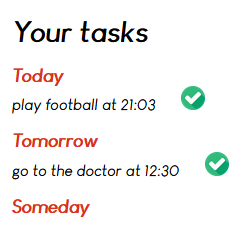 Your tasks
Today
play football at 21:03
Tomorrow
go to the doctor at 12:30
Someday